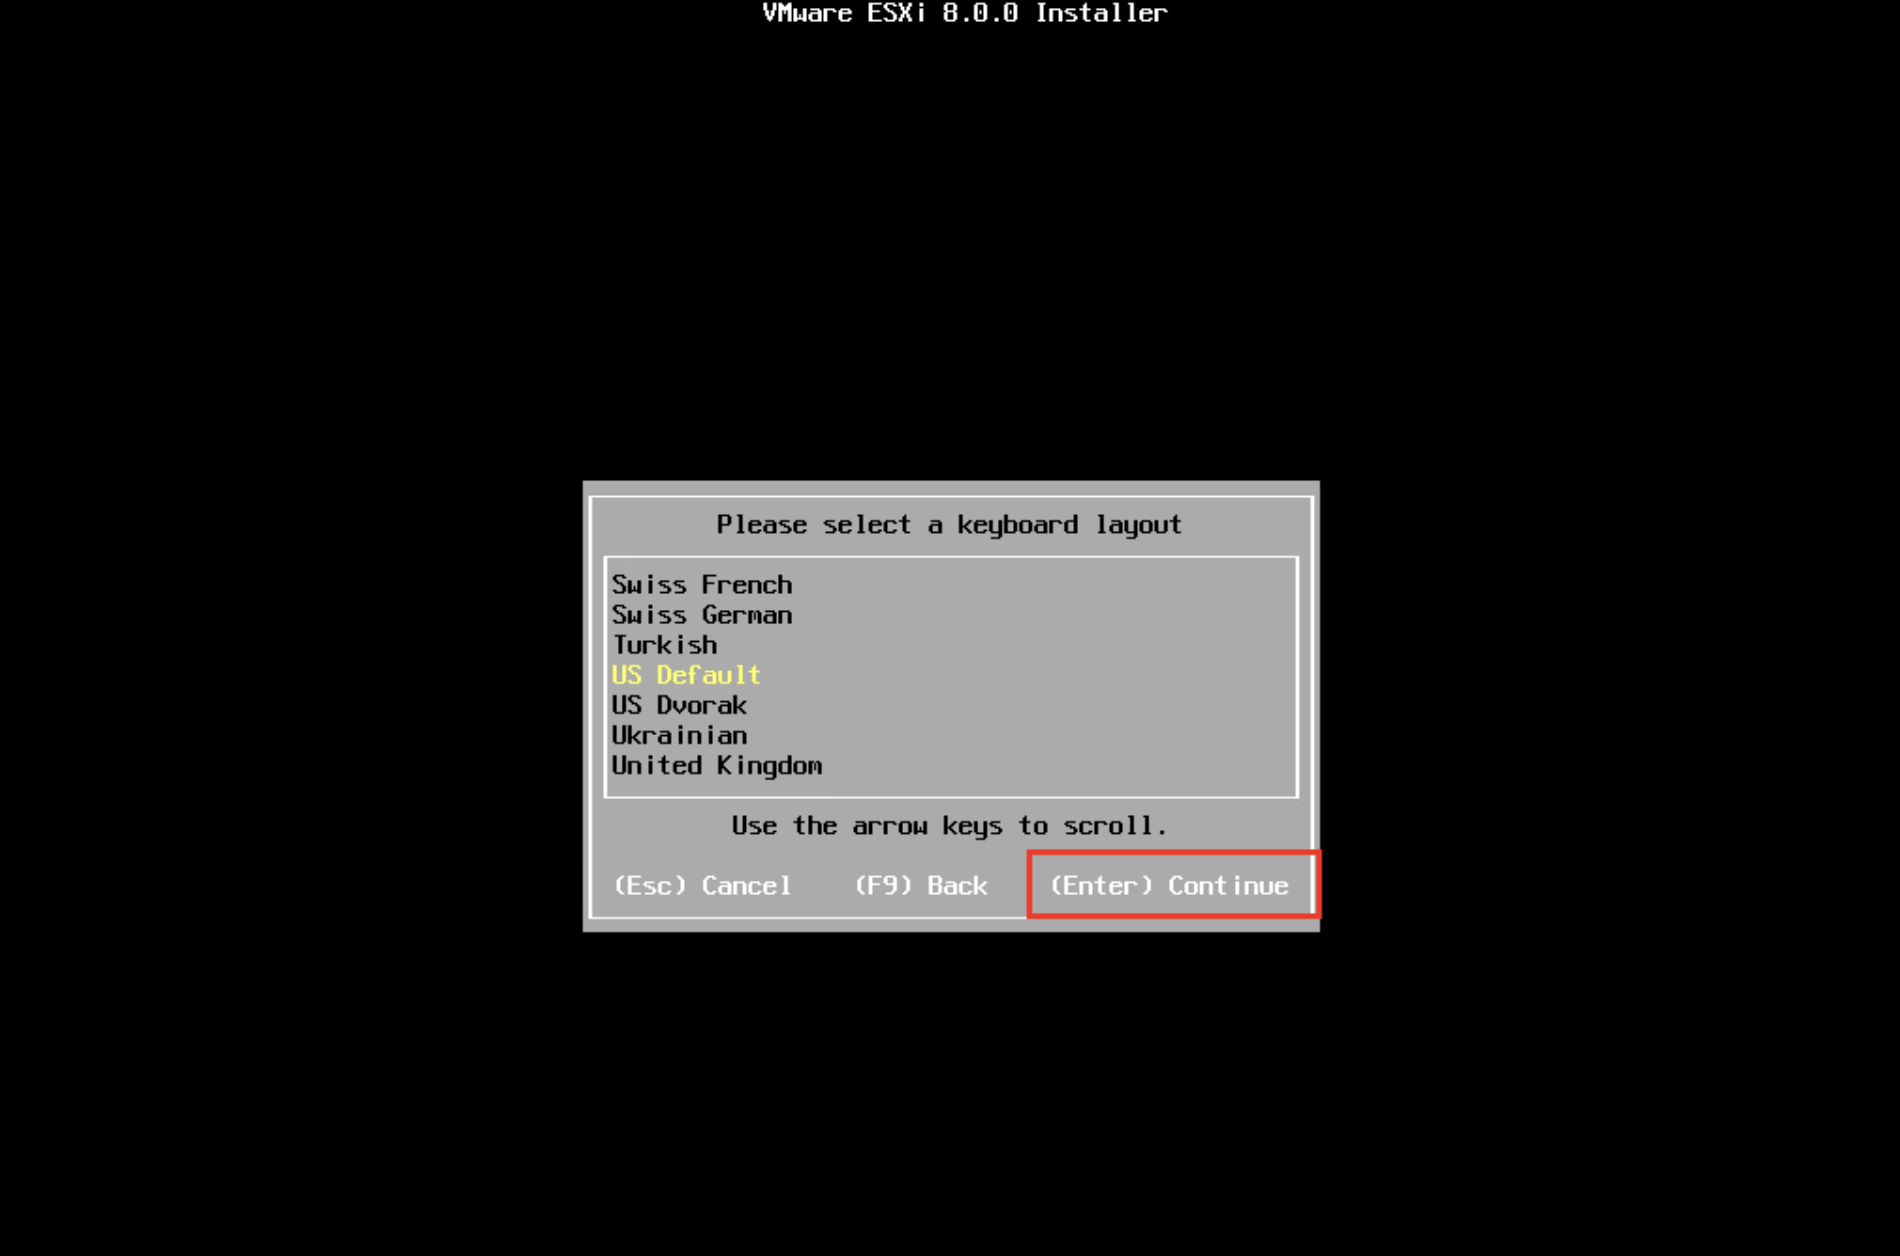 VMware ESXi 8.0.0 Installer
Please select a keyboard layout
Swiss French
Swiss German
Turkish
US Default
US Dvorak
Ukrainian
United Kingdom
Use the arrow keys to scroll.
(Esc) Cancel (F9) Back (Enter) Continue